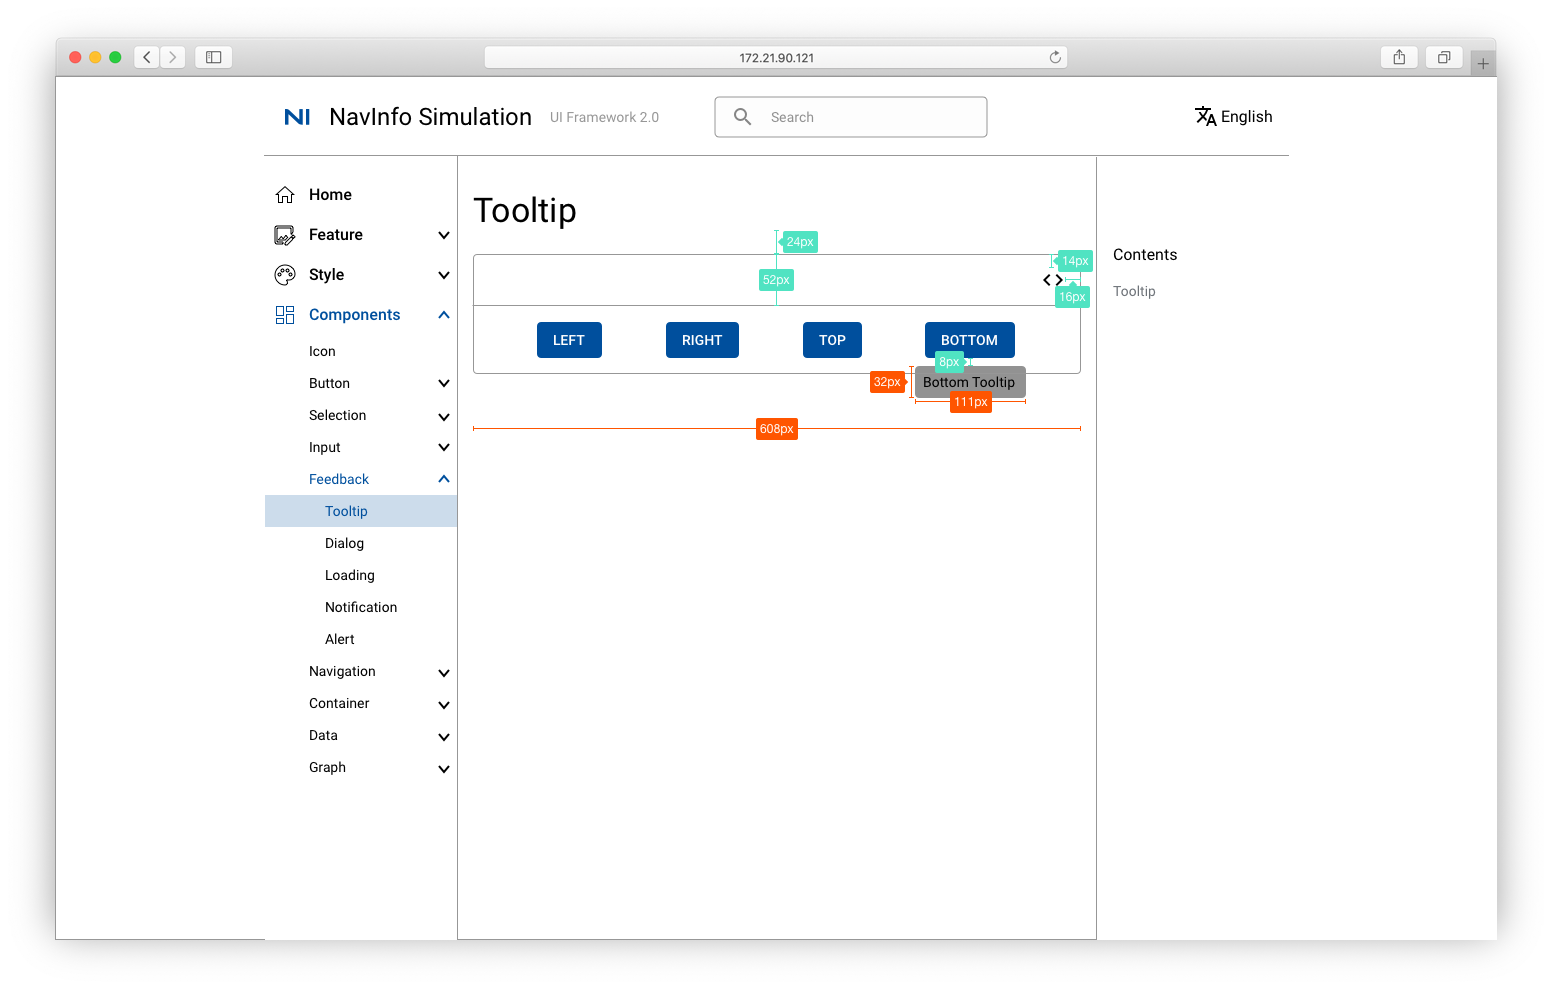 172.21.90.121
NI NavInfo Simulation UI Framework 2.0 Search English
Home
Feature
Style
Components
Icon
Button
Selection
Input
Feedback
Tooltip
Dialog
Loading
Notification
Alert
Navigation
Container
Data
Graph
Tooltip
24px
52px
14px
16px
LEFT RIGHT TOP BOTTOM
8px
32px Bottom Tooltip
111px
608px
Contents
Tooltip